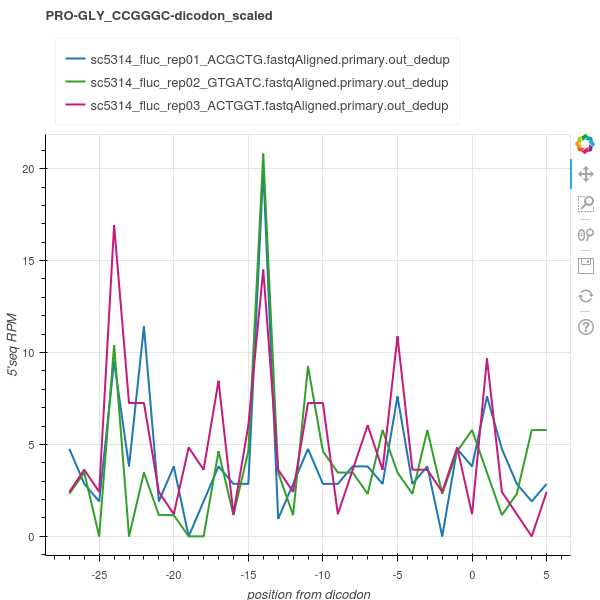 PRO-GLY_CCGGGC-dicodon_scaled
sc5314_fluc_rep01_ACGCTG.fastqAligned.primary.out_dedup
sc5314_fluc_rep02_GTGATC.fastqAligned.primary.out_dedup
sc5314_fluc_rep03_ACTGGT.fastqAligned.primary.out_dedup
20
15
10
5
0
5'seq RPM
-25 -20 -15 -10 -5 0 5
position from dicodon